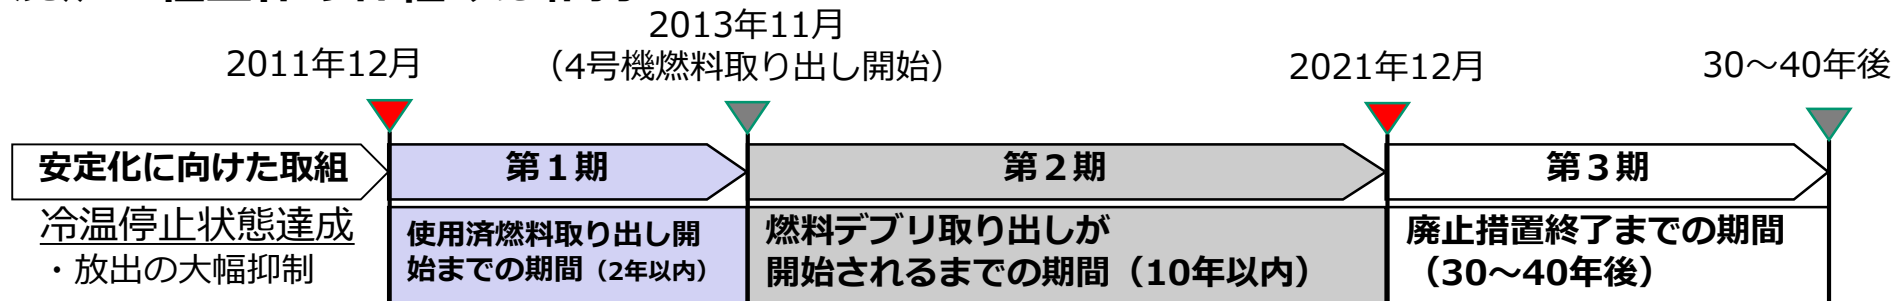 2013年11月
2011年12月
（4号機燃料取り出し開始）
2021年12月
30～40年後
安定化に向けた取組
第１期
第２期
第３期
冷温停止状態達成
・放出の大幅抑制
使用済燃料取り出し開
始までの期間（2年以内）
燃料デブリ取り出しが
開始されるまでの期間（10年以内）
廃止措置終了までの期間
（30～40年後）